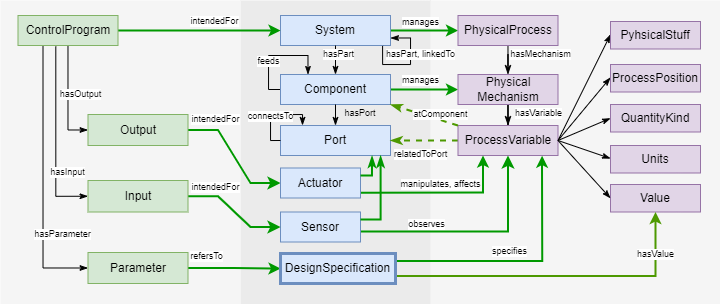 ControlProgram
intendedFor
System
manages
PhysicalProcess
PyhsicalStuff
hasPart
hasPart, linkedTo
feeds
hasMechanism
ProcessPosition
hasOutput
Component
manages
Physical
Mechanism
connectsTo
hasPort
atComponent
hasVariable
QuantityKind
Output
intendedFor
Port
ProcessVariable
relatedToPort
Units
hasInput
Input
intendedFor
Actuator
manipulates, affects
Value
Sensor
observes
hasParameter
Parameter
refersTo
DesignSpecification
specifies
hasValue